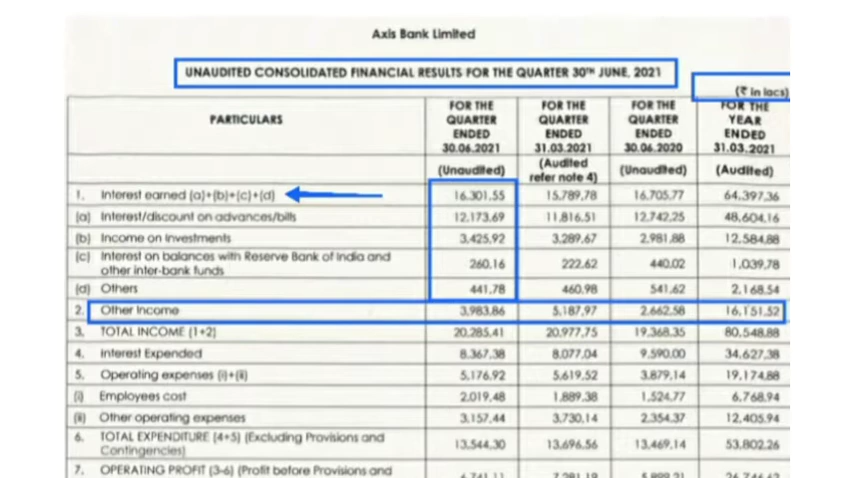 Axis Bank Limited
UNAUDITED CONSOLIDATED FINANCIAL RESULTS FOR THE QUARTER 30TH JUNE, 2021
(₹ in lacs)
PARTICULARS FOR THE QUARTER ENDED 30.06.2021 FOR THE QUARTER ENDED 31.03.2021 FOR THE QUARTER ENDED 30.06.2020 FOR THE YEAR ENDED 31.03.2021
(Unaudited) (Audited refer note 4) (Unaudited) (Audited)
1. Interest earned (a)+(b)+(c)+(d) 16,301.55 15,789.78 16,705.77 64,397.36
(a) Interest/discount on advances/bills 12,173.69 11,816.51 12,742.25 48,604.16
(b) Income on Investments 3,425.92 3,289.67 2,981.88 12,584.88
(c) Interest on balances with Reserve Bank of India and
other inter-bank funds 260.16 222.62 440.02 1,039.78
(d) Others 441.78 460.98 541.62 2,168.54
2. Other Income 3,983.86 5,187.97 2,662.58 16,151.52
3. TOTAL INCOME (1+2) 20,285.41 20,977.75 19,368.35 80,548.88
4. Interest Expended 8,367.38 8,077.04 9,590.00 34,627.38
5. Operating expenses (i)+(ii) 5,176.92 5,619.52 3,879.14 19,174.88
(i) Employees cost 2,019.48 1,889.38 1,524.77 6,768.94
(ii) Other operating expenses 3,157.44 3,730.14 2,354.37 12,405.94
6. TOTAL EXPENDITURE (4+5) (Excluding Provisions and
Contingencies) 13,544.30 13,696.56 13,469.14 53,802.26
7. OPERATING PROFIT (3-6) (Profit before Provisions and 6,741.11 7,281.19 5,899.21 26,746.62